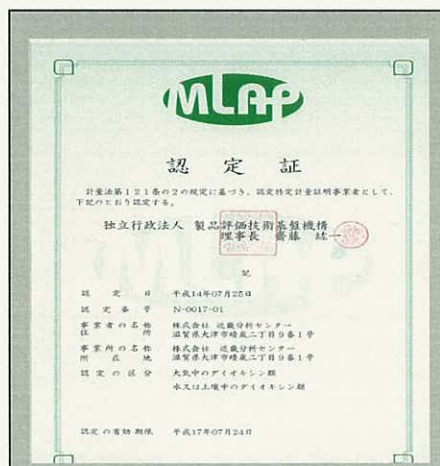 MLAP
認定証
計量法第121条の2の規定に基づき、認定特定計量証明事業者として、
下記のとおり認定する。
独立行政法人 製品評価技術基盤機構
理事長 齋藤 紘一
記
認定日 平成14年07月25日
認定番号 N-0017-01
事業者の名称 株式会社 近畿分析センター
住所 滋賀県大津市晴嵐二丁目9番1号
事業所の名称 株式会社 近畿分析センター
所在地 滋賀県大津市晴嵐二丁目9番1号
認定の区分 大気中のダイオキシン類
水又は土壌中のダイオキシン類
認定の有効期限 平成17年07月24日